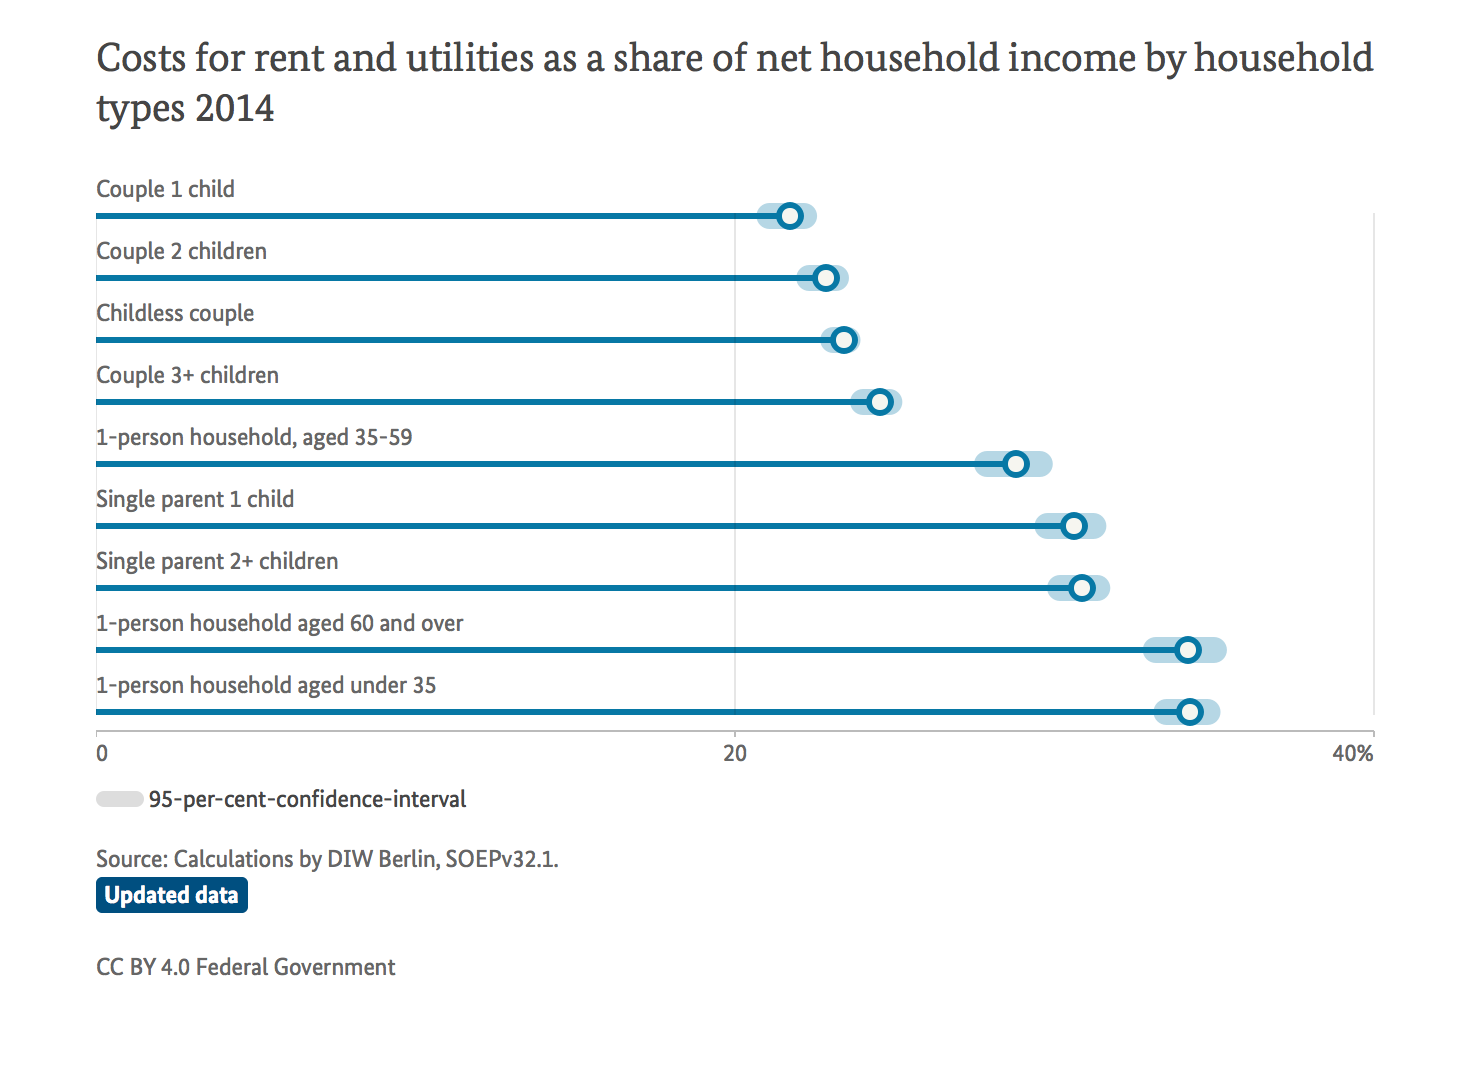 Costs for rent and utilities as a share of net household income by household
types 2014
Couple 1 child
Couple 2 children
Childless couple
Couple 3+ children
1-person household, aged 35-59
Single parent 1 child
Single parent 2+ children
1-person household aged 60 and over
1-person household aged under 35
0 20 40%
95-per-cent-confidence-interval
Source: Calculations by DIW Berlin, SOEPv32.1.
Updated data
CC BY 4.0 Federal Government